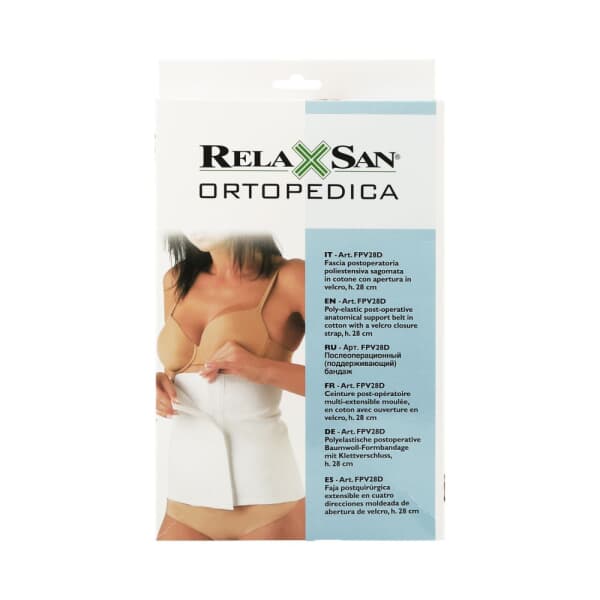 RELAXSAN®
ORTOPEDICA
IT - Art. FPV28D
Fascia postoperatoria
poliestensiva sagomata
in cotone con apertura in
velcro, h. 28 cm
EN - Art. FPV28D
Poly-elastic post-operative
anatomical support belt in
cotton with a velcro closure
strap, h. 28 cm
RU - Арт. FPV28D
Послеоперационный
(поддерживающий)
бандаж
FR - Art. FPV28D
Ceinture post-opératoire
multi-extensible moulée,
en coton avec ouverture en
velcro, h. 28 cm
DE - Art. FPV28D
Polyelastische postoperative
Baumwoll-Formbandage
mit Klettverschluss,
h. 28 cm
ES - Art. FPV28D
Faja postquirúrgica
extensible en cuatro
direcciones moldeada de
abertura de velcro, h. 28 cm